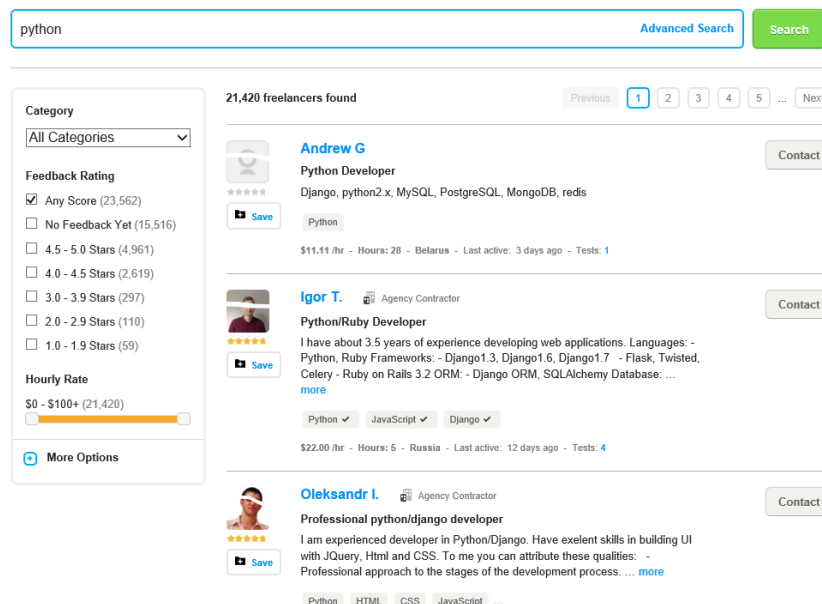 python
Advanced Search
Search
Category
All Categories
Feedback Rating
Any Score (23,562)
No Feedback Yet (15,516)
4.5 - 5.0 Stars (4,961)
4.0 - 4.5 Stars (2,619)
3.0 - 3.9 Stars (297)
2.0 - 2.9 Stars (110)
1.0 - 1.9 Stars (59)
Hourly Rate
$0 - $100+ (21,420)
More Options
21,420 freelancers found
Previous 1 2 3 4 5 ... Nex
Andrew G
Contact
Python Developer
Django, python2.x, MySQL, PostgreSQL, MongoDB, redis
Save
Python
$11.11 /hr - Hours: 28 - Belarus - Last active: 3 days ago - Tests: 1
Igor T. Agency Contractor
Contact
Python/Ruby Developer
I have about 3.5 years of experience developing web applications. Languages: -
Python, Ruby Frameworks: - Django1.3, Django1.6, Django1.7 - Flask, Twisted,
Celery - Ruby on Rails 3.2 ORM: - Django ORM, SQLAlchemy Database: ...
more
Save
Python JavaScript Django
$22.00 /hr - Hours: 5 - Russia - Last active: 12 days ago - Tests: 4
Oleksandr I. Agency Contractor
Contact
Professional python/django developer
I am experienced developer in Python/Django. Have exelent skills in building UI
with JQuery, Html and CSS. To me you can attribute these qualities: -
Professional approach to the stages of the development process. ... more
Save
Python HTML CSS JavaScript ...